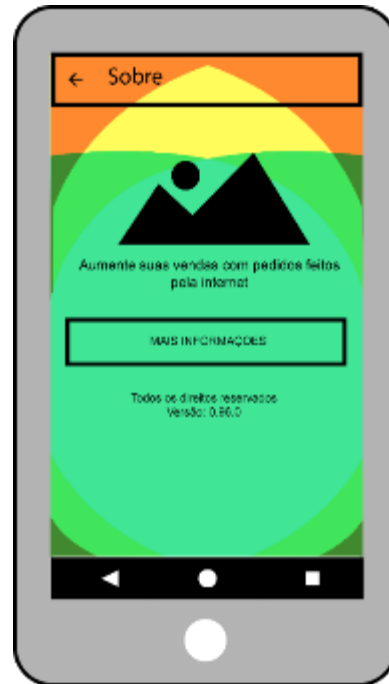 Sobre
Aumente suas vendas com pedidos feitos
pela internet
MAIS INFORMAÇÕES
Todos os direitos reservados
Versão: 0.96.0